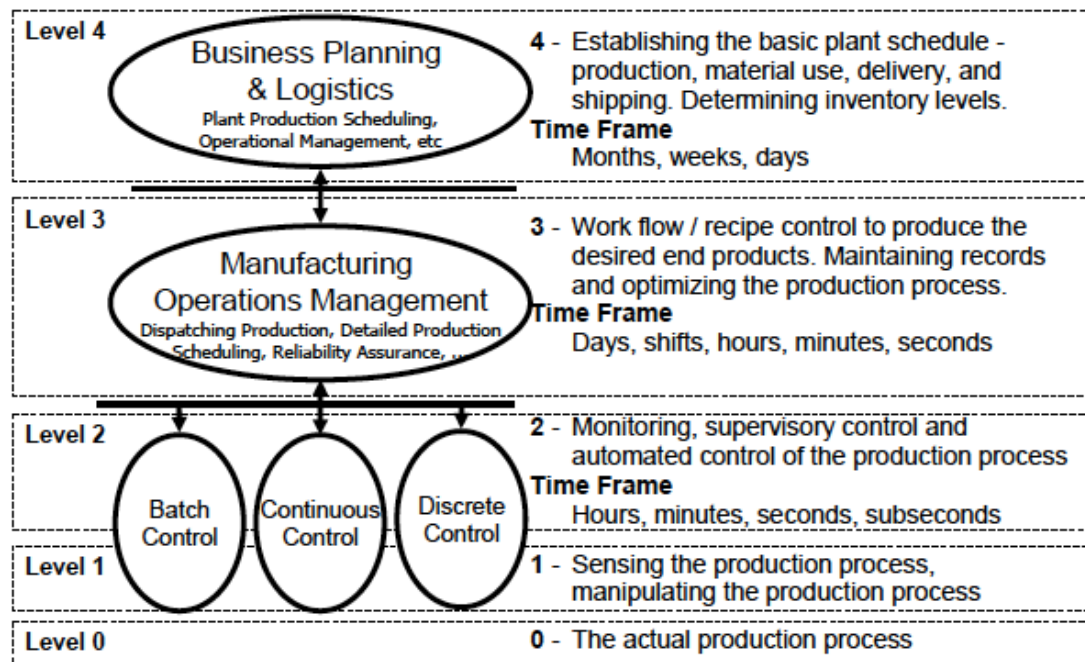 Level 4
Business Planning
& Logistics
Plant Production Scheduling,
Operational Management, etc
4 - Establishing the basic plant schedule -
production, material use, delivery, and
shipping. Determining inventory levels.
Time Frame
Months, weeks, days
Level 3
Manufacturing
Operations Management
Dispatching Production, Detailed Production
Scheduling, Reliability Assurance, ...
3 - Work flow / recipe control to produce the
desired end products. Maintaining records
and optimizing the production process.
Time Frame
Days, shifts, hours, minutes, seconds
Level 2
Batch
Control
Continuous
Control
Discrete
Control
2 - Monitoring, supervisory control and
automated control of the production process
Time Frame
Hours, minutes, seconds, subseconds
Level 1
1 - Sensing the production process,
manipulating the production process
Level 0
0 - The actual production process